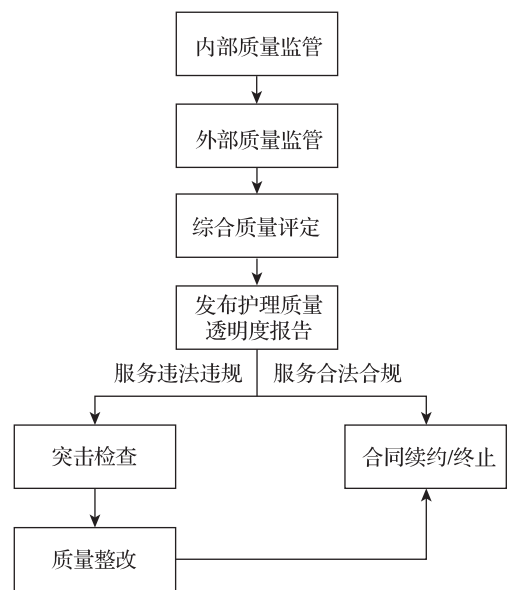 内部质量监管
外部质量监管
综合质量评定
发布护理质量
透明度报告
服务违法违规
服务合法合规
突击检查
合同续约/终止
质量整改